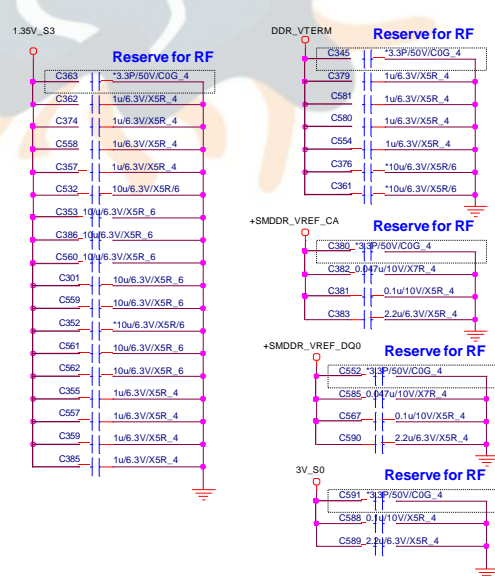 1.35V_S3
Reserve for RF
C363 *3.3P/50V/C0G_4
C362 1u/6.3V/X5R_4
C374 1u/6.3V/X5R_4
C558 1u/6.3V/X5R_4
C357 1u/6.3V/X5R_4
C532 10u/6.3V/X5R/6
C353 10/u/6.3V/X5R_6
C386 10u/6.3V/X5R_6
C560 10/u/6.3V/X5R_6
C301 10u/6.3V/X5R_6
C559 10u/6.3V/X5R_6
C352 *10u/6.3V/X5R/6
C561 10u/6.3V/X5R_6
C562 10u/6.3V/X5R_6
C355 1u/6.3V/X5R_4
C557 1u/6.3V/X5R_4
C359 1u/6.3V/X5R_4
C385 1u/6.3V/X5R_4
DDR_VTERM
Reserve for RF
C345 *3.3P/50V/C0G_4
C379 1u/6.3V/X5R_4
C581 1u/6.3V/X5R_4
C580 1u/6.3V/X5R_4
C554 1u/6.3V/X5R_4
C376 *10u/6.3V/X5R/6
C361 *10u/6.3V/X5R/6
+SMDDR_VREF_CA
Reserve for RF
C380 *3.3P/50V/C0G_4
C382 0.047u/10V/X7R_4
C381 0.1u/10V/X5R_4
C383 2.2u/6.3V/X5R_4
+SMDDR_VREF_DQ0
Reserve for RF
C552 *3.3P/50V/C0G_4
C585 0.047u/10V/X7R_4
C567 0.1u/10V/X5R_4
C590 2.2u/6.3V/X5R_4
3V_S0
Reserve for RF
C591 *3.3P/50V/C0G_4
C588 0.1u/10V/X5R_4
C589 2.2u/6.3V/X5R_4